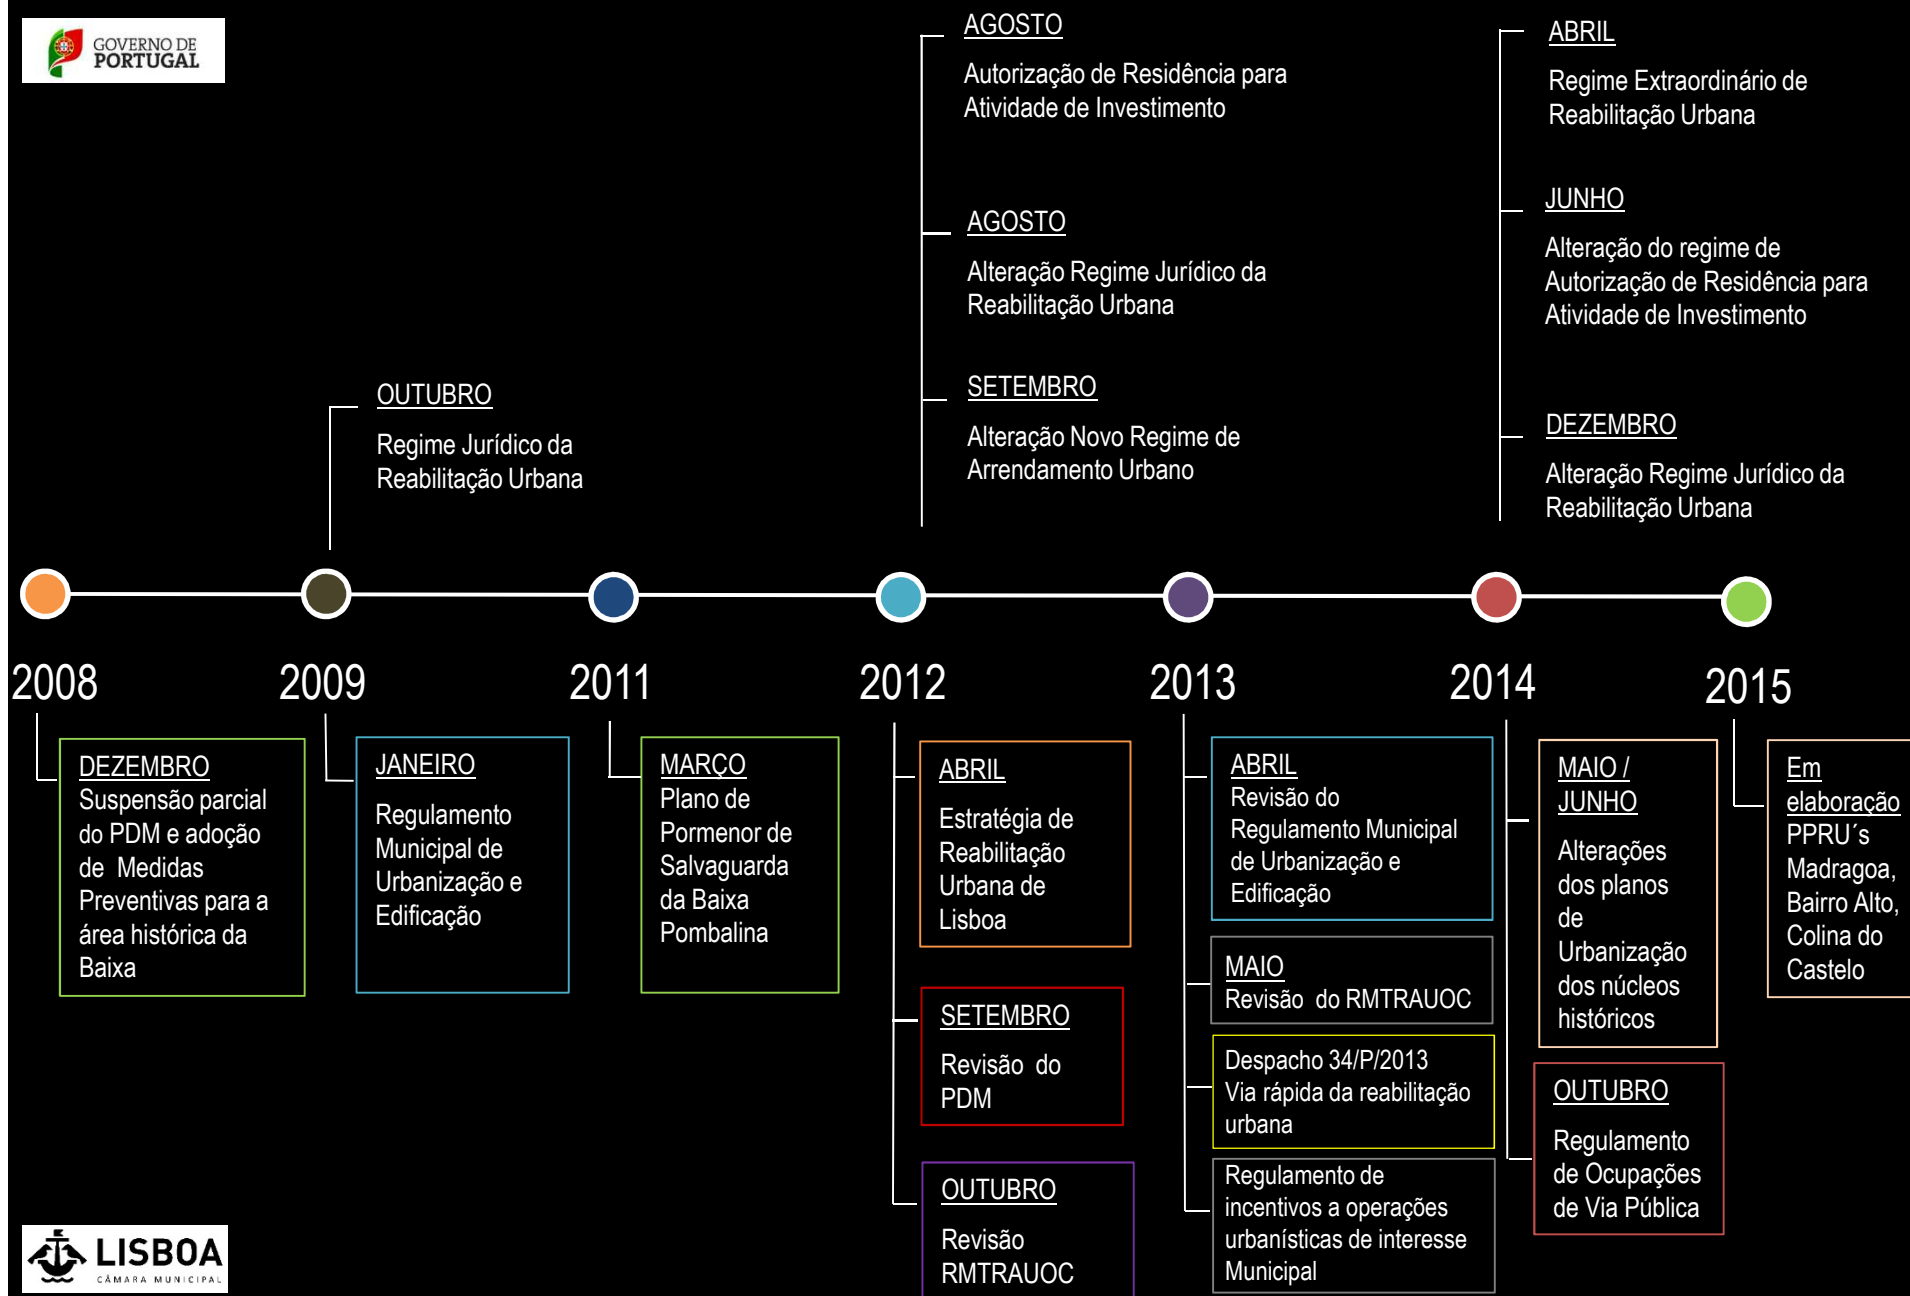 GOVERNO DE
PORTUGAL
OUTUBRO
Regime Jurídico da
Reabilitação Urbana
AGOSTO
Autorização de Residência para
Atividade de Investimento
AGOSTO
Alteração Regime Jurídico da
Reabilitação Urbana
SETEMBRO
Alteração Novo Regime de
Arrendamento Urbano
ABRIL
Regime Extraordinário de
Reabilitação Urbana
JUNHO
Alteração do regime de
Autorização de Residência para
Atividade de Investimento
DEZEMBRO
Alteração Regime Jurídico da
Reabilitação Urbana
2008
2009
2011
2012
2013
2014
2015
DEZEMBRO
Suspensão parcial
do PDM e adoção
de Medidas
Preventivas para a
área histórica da
Baixa
JANEIRO
Regulamento
Municipal de
Urbanização e
Edificação
MARÇO
Plano de
Pormenor de
Salvaguarda
da Baixa
Pombalina
ABRIL
Estratégia de
Reabilitação
Urbana de
Lisboa
SETEMBRO
Revisão do
PDM
OUTUBRO
Revisão
RMTRAUOC
ABRIL
Revisão do
Regulamento Municipal
de Urbanização e
Edificação
MAIO
Revisão do RMTRAUOC
Despacho 34/P/2013
Via rápida da reabilitação
urbana
Regulamento de
incentivos a operações
urbanísticas de interesse
Municipal
MAIO /
JUNHO
Alterações
dos planos
de
Urbanização
dos núcleos
históricos
OUTUBRO
Regulamento
de Ocupações
de Via Pública
Em
elaboração
PPRU´s
Madragoa,
Bairro Alto,
Colina do
Castelo
LISBOA
CÂMARA MUNICIPAL